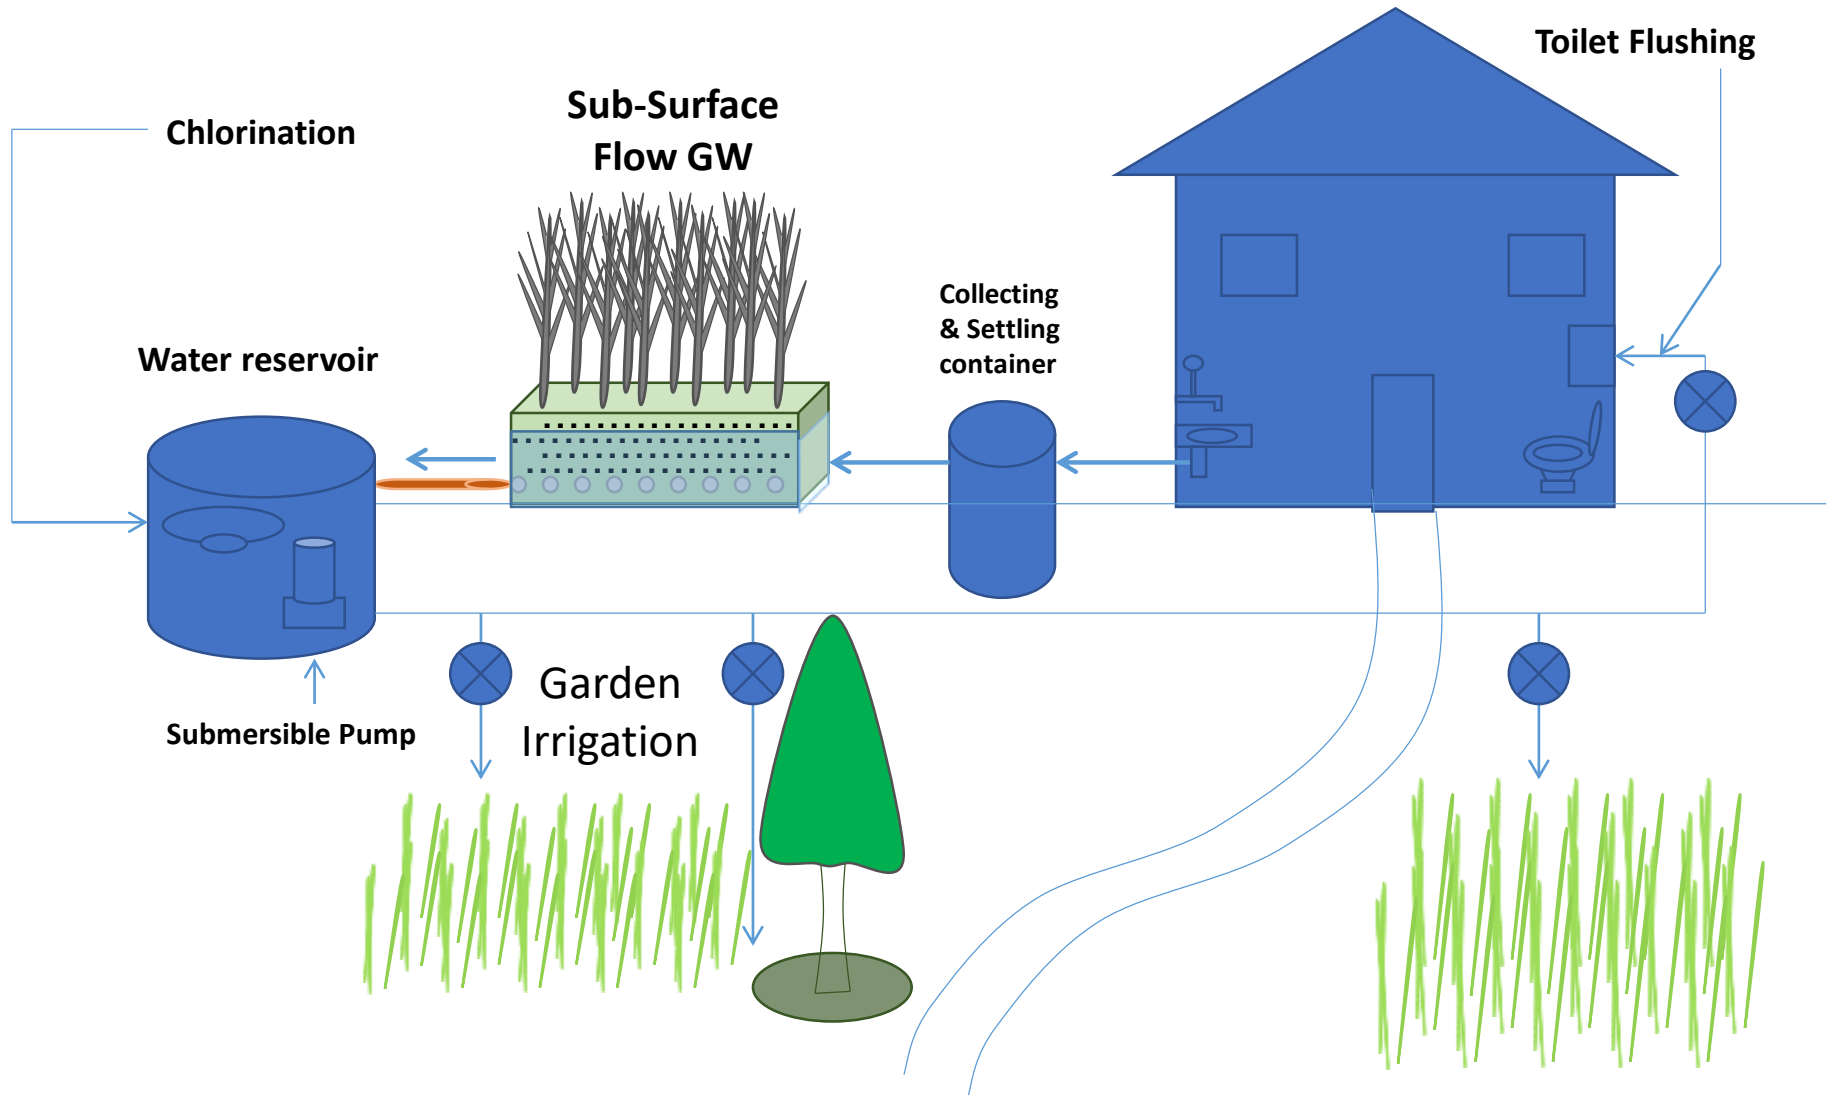 Toilet Flushing
Sub-Surface
Flow GW
Chlorination
Collecting
& Settling
container
Water reservoir
Garden
Irrigation
Submersible Pump